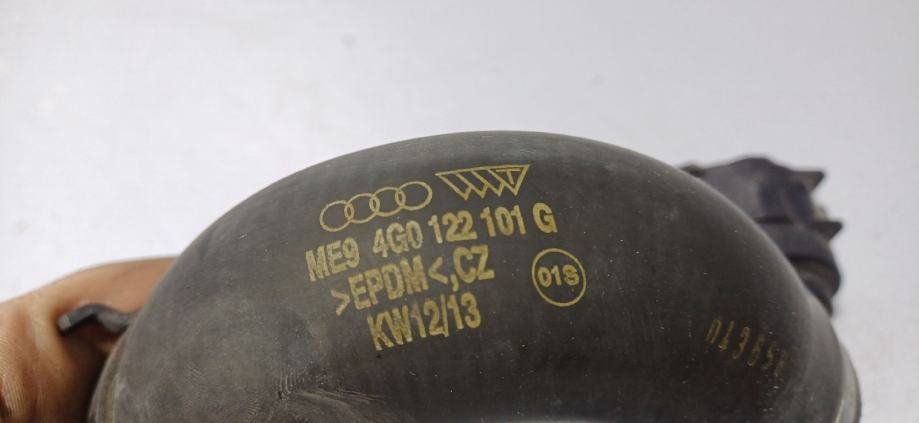 ME9 4G0 122 101 G
>EPDM<,CZ
01S
KW12/13